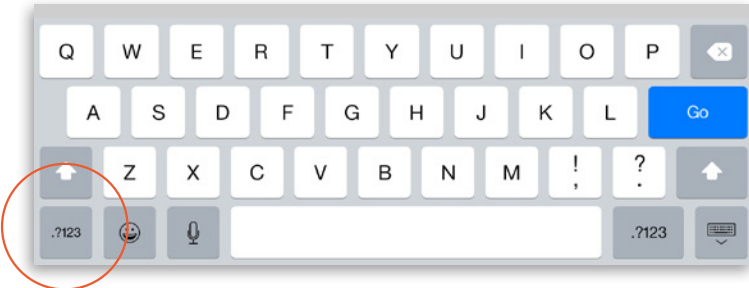 Q W E R T Y U I O P
A S D F G H J K L Go
Z X C V B N M ! , ? .
.?123 .?123